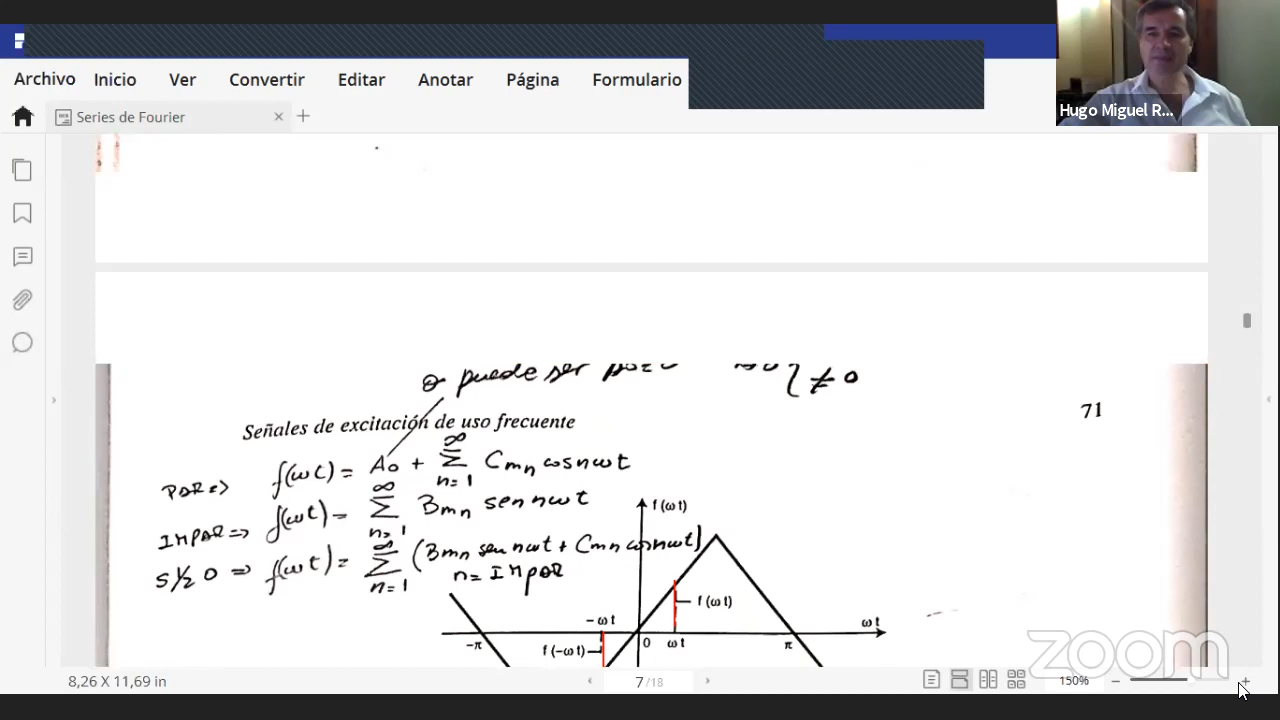 Archivo Inicio Ver Convertir Editar Anotar Página Formulario
Hugo Miguel R...
Series de Fourier
θ puede ser
≠ 0
Señales de excitación de uso frecuente
71
PAR => f(ωt) = A₀ + ∑ₙ₌₁^∞ Cmₙ cos nωt
IMPAR => f(ωt) = ∑ₙ₌₁^∞ Bmₙ sen nωt
S ½ O => f(ωt) = ∑ₙ₌₁^∞ (Bmₙ sen nωt + Cmₙ cos nωt)
n = IMPAR
f (ω t)
f (ω t)
− ω t
ω t
−π
0
ω t
π
f (−ω t)
zoom
8,26 X 11,69 in
7 /18
150%